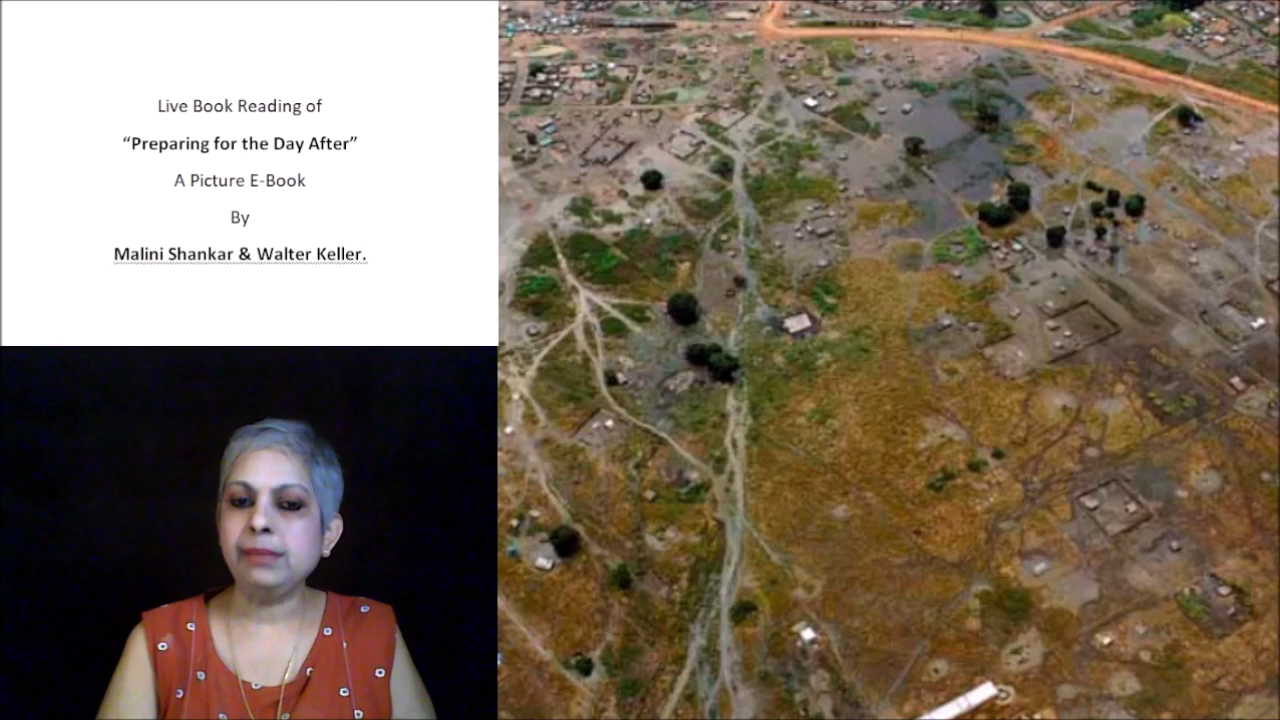 Live Book Reading of
“Preparing for the Day After”
A Picture E-Book
By
Malini Shankar & Walter Keller.